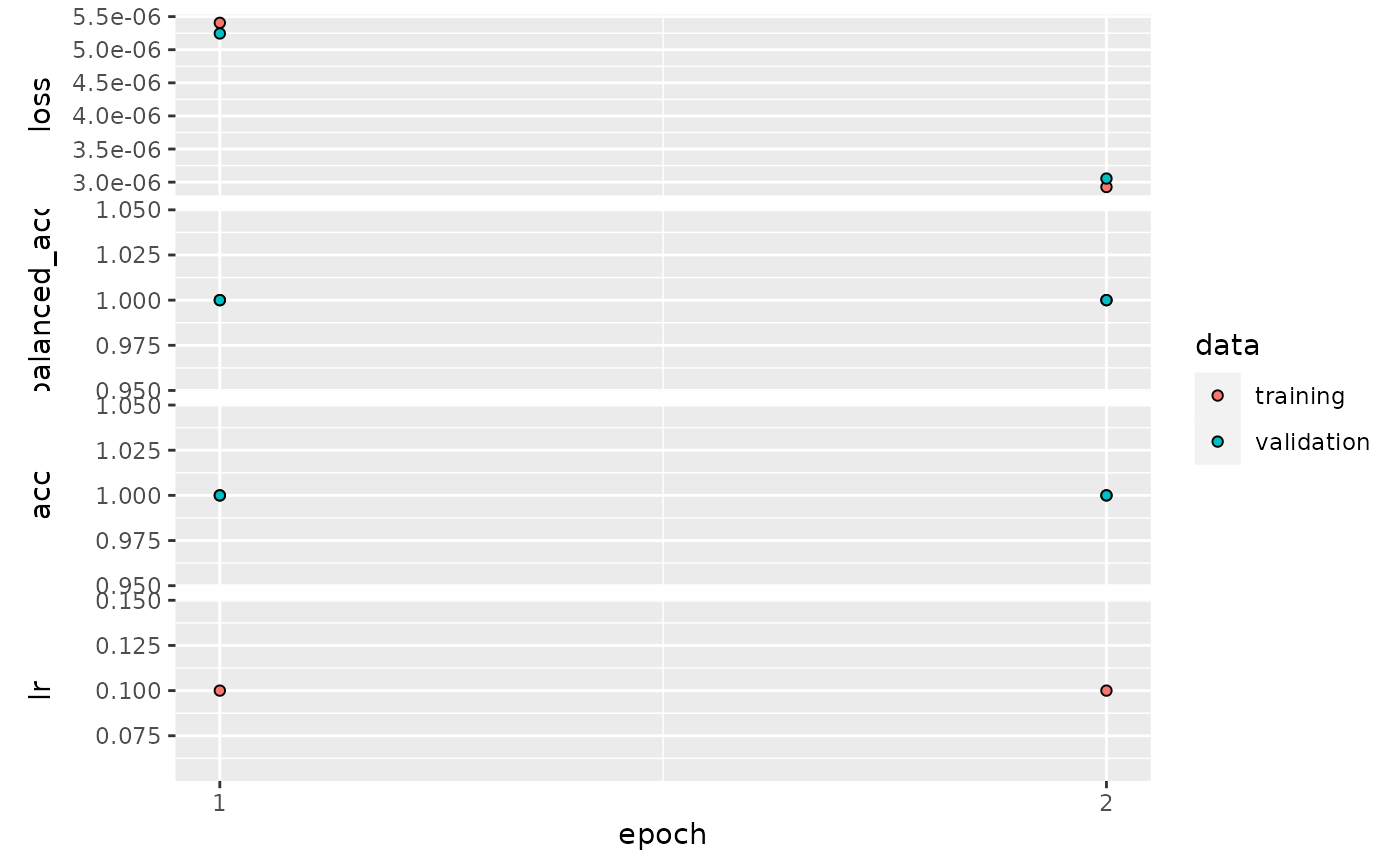 loss
5.5e-06
5.0e-06
4.5e-06
4.0e-06
3.5e-06
3.0e-06
balanced_acc
1.050
1.025
1.000
0.975
0.950
acc
1.050
1.025
1.000
0.975
0.950
lr
0.150
0.125
0.100
0.075
1
2
epoch
data
training
validation